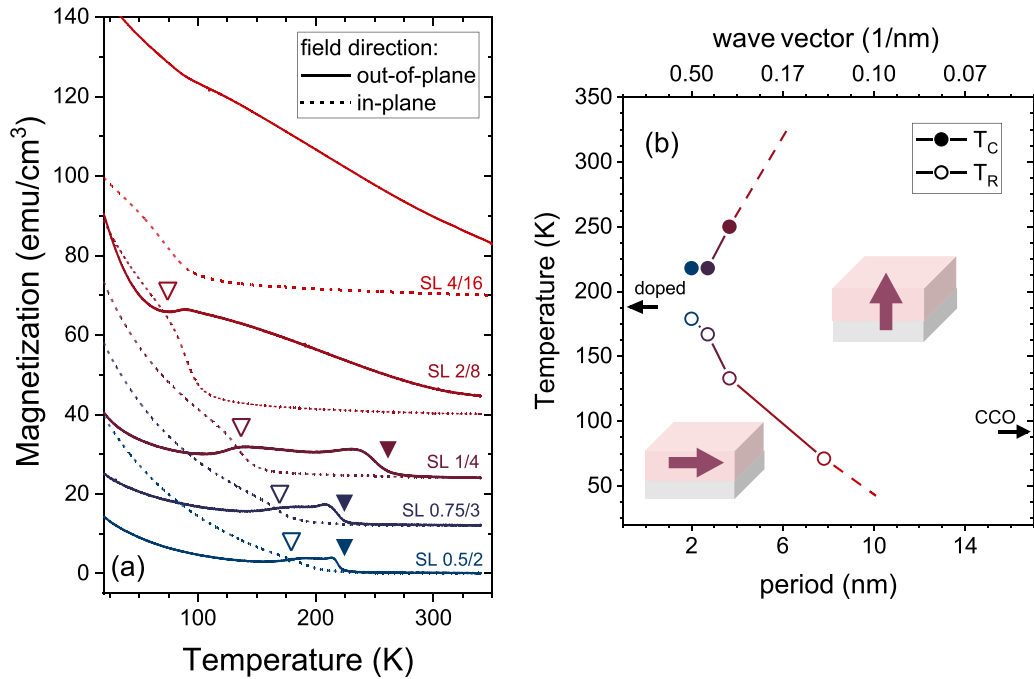 140
120
100
80
60
40
20
0
Magnetization (emu/cm³)
field direction:
out-of-plane
in-plane
SL 4/16
SL 2/8
SL 1/4
SL 0.75/3
SL 0.5/2
(a)
100
150
200
250
300
Temperature (K)
wave vector (1/nm)
0.50
0.17
0.10
0.07
350
300
250
200
150
100
50
Temperature (K)
(b)
T_C
T_R
doped
CCO
2
6
10
14
period (nm)